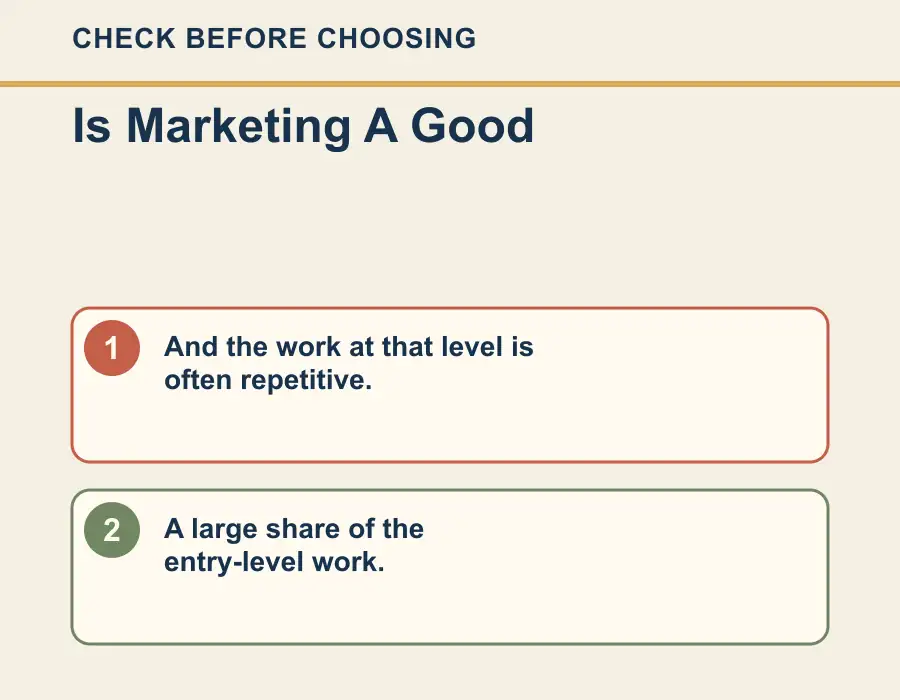 CHECK BEFORE CHOOSING
Is Marketing A Good
1
And the work at that level is
often repetitive.
2
A large share of the
entry-level work.